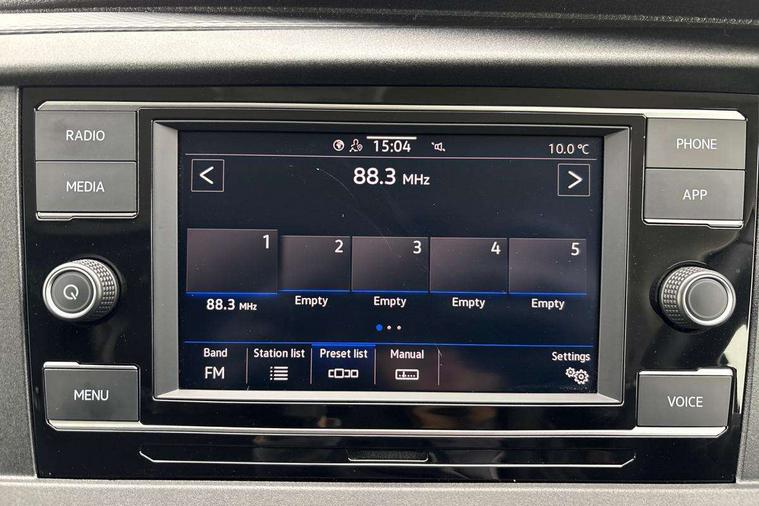 RADIO
MEDIA
MENU
PHONE
APP
VOICE
15:04
10.0 °C
88.3 MHz
1
2
3
4
5
88.3 MHz
Empty
Empty
Empty
Empty
Band
FM
Station list
Preset list
Manual
Settings